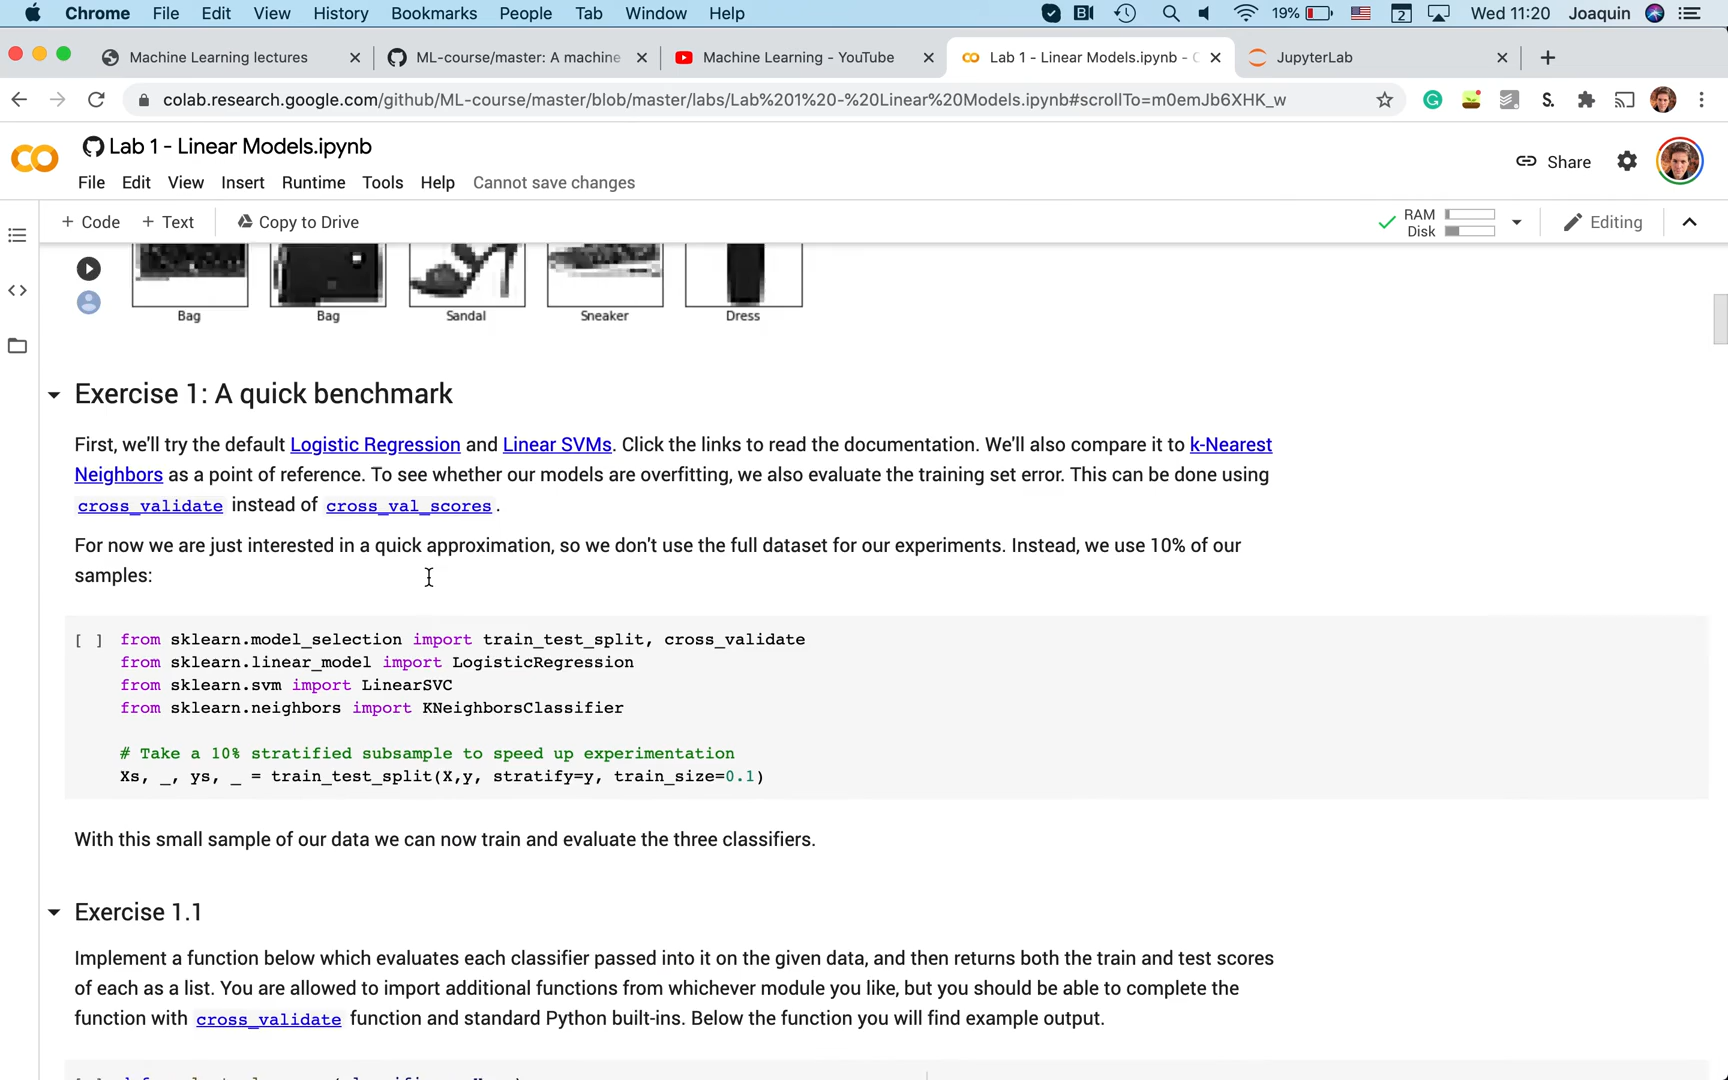 Chrome File Edit View History Bookmarks People Tab Window Help 19% 2 Wed 11:20 Joaquin
Machine Learning lectures ML-course/master: A machine Machine Learning - YouTube Lab 1 - Linear Models.ipynb - C JupyterLab
colab.research.google.com/github/ML-course/master/blob/master/labs/Lab%201%20-%20Linear%20Models.ipynb#scrollTo=m0emJb6XHK_w
Lab 1 - Linear Models.ipynb
Share
File Edit View Insert Runtime Tools Help Cannot save changes
+ Code + Text Copy to Drive RAM Disk Editing
Bag Bag Sandal Sneaker Dress
Exercise 1: A quick benchmark
First, we'll try the default Logistic Regression and Linear SVMs. Click the links to read the documentation. We'll also compare it to k-Nearest
Neighbors as a point of reference. To see whether our models are overfitting, we also evaluate the training set error. This can be done using
cross_validate instead of cross_val_scores.
For now we are just interested in a quick approximation, so we don't use the full dataset for our experiments. Instead, we use 10% of our
samples:
[ ] from sklearn.model_selection import train_test_split, cross_validate
from sklearn.linear_model import LogisticRegression
from sklearn.svm import LinearSVC
from sklearn.neighbors import KNeighborsClassifier
# Take a 10% stratified subsample to speed up experimentation
Xs, _, ys, _ = train_test_split(X,y, stratify=y, train_size=0.1)
With this small sample of our data we can now train and evaluate the three classifiers.
Exercise 1.1
Implement a function below which evaluates each classifier passed into it on the given data, and then returns both the train and test scores
of each as a list. You are allowed to import additional functions from whichever module you like, but you should be able to complete the
function with cross_validate function and standard Python built-ins. Below the function you will find example output.